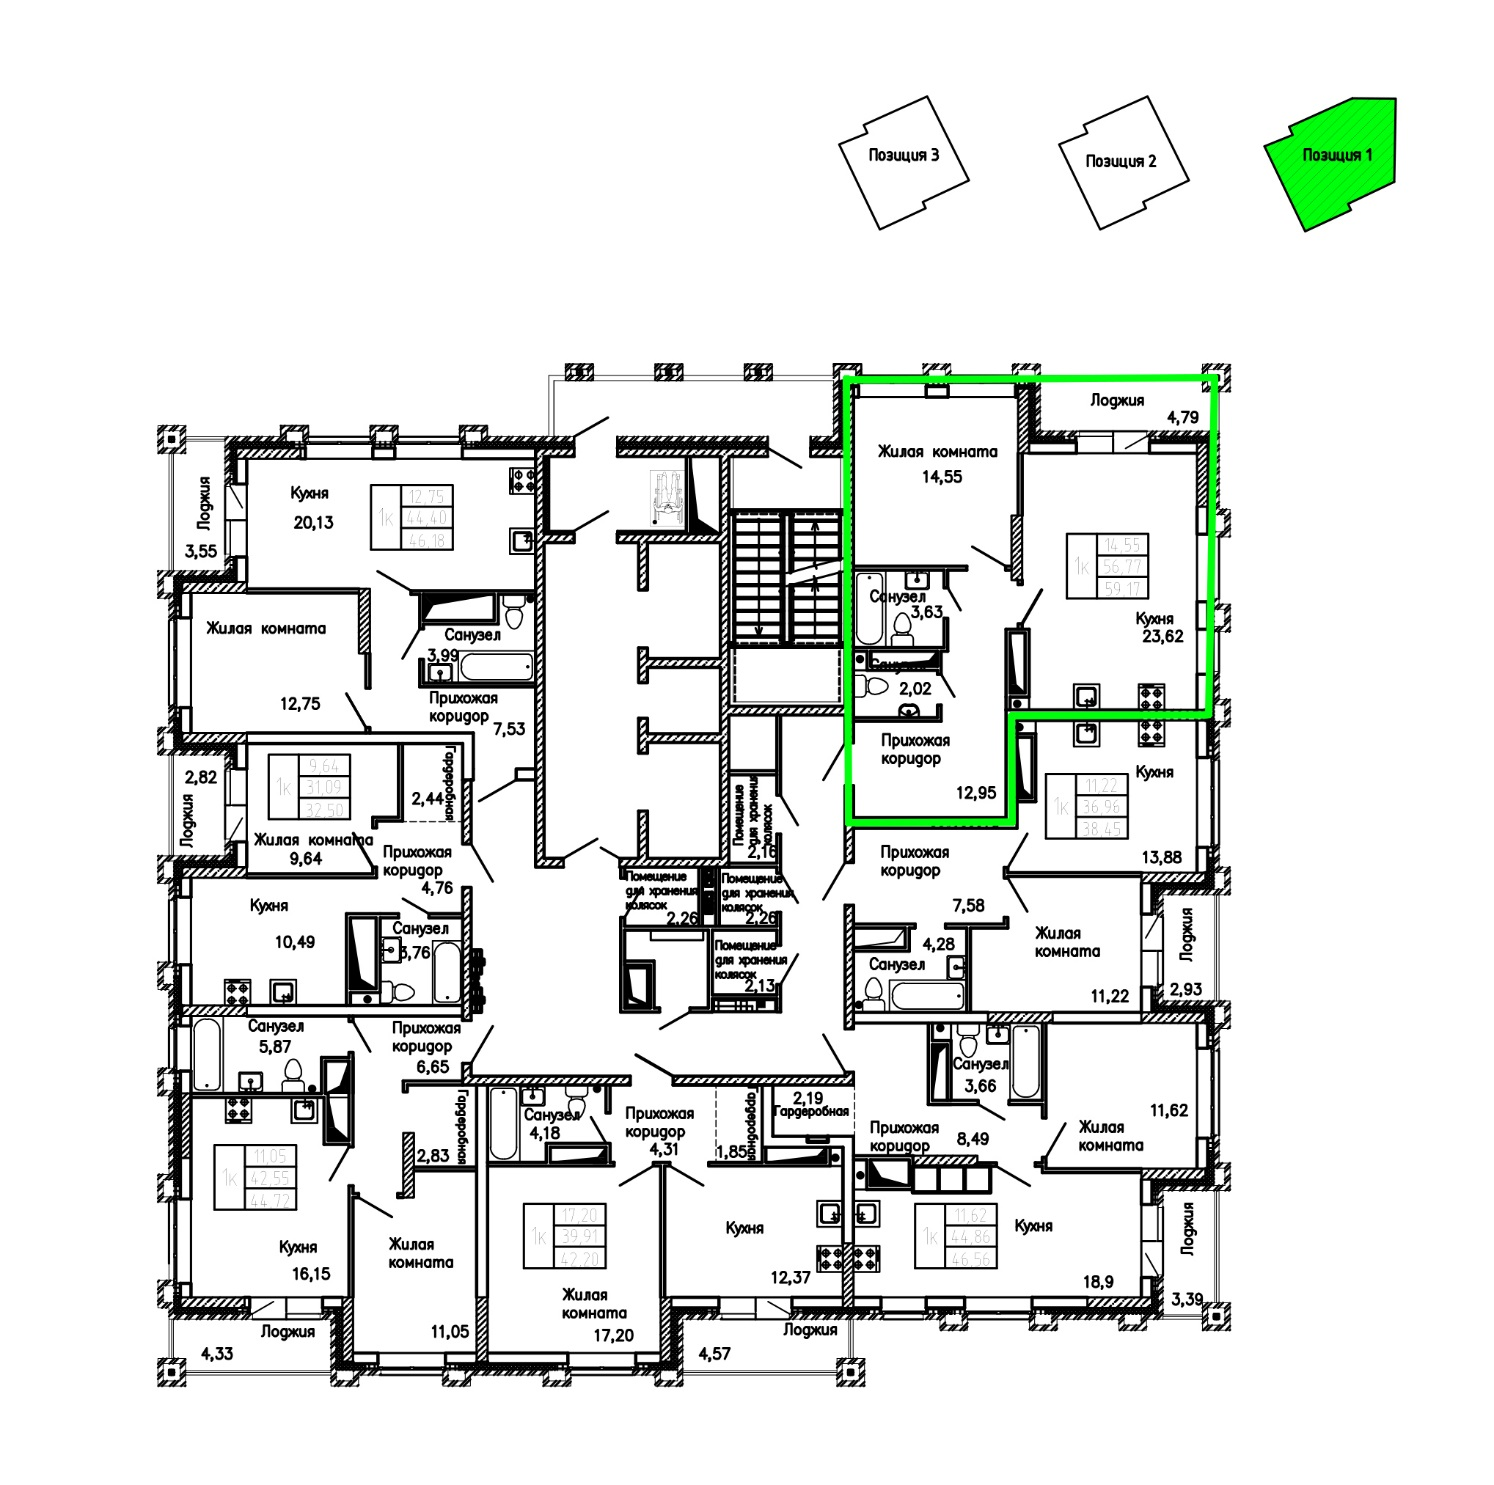 Позиция 3
Позиция 2
Позиция 1
Лоджия
4,79
Жилая комната
14,55
Кухня
20,13
12,75
1к
44,40
46,18
Лоджия
3,55
14,55
1к
56,77
59,17
Санузел
3,63
Кухня
23,62
Жилая комната
12,75
Санузел
3,99
Санузел
2,02
Прихожая
коридор
7,53
Прихожая
коридор
12,95
2,82
Лоджия
9,64
1к
31,09
32,50
Гардеробная
2,44
Жилая комната
9,64
Прихожая
коридор
4,76
Помещение
для хранения
колясок
2,16
Кухня
11,22
1к
36,96
38,45
13,88
Прихожая
коридор
7,58
Помещение
для хранения
колясок
2,26
Помещение
для хранения
колясок
2,26
Кухня
10,49
Санузел
3,76
Помещение
для хранения
колясок
2,13
4,28
Санузел
Жилая
комната
11,22
Лоджия
2,93
Санузел
5,87
Прихожая
коридор
6,65
Санузел
3,66
11,62
Жилая
комната
2,19
Гардеробная
Прихожая
коридор
8,49
Санузел
4,18
Прихожая
коридор
4,31
Гардеробная
1,85
Гардеробная
2,83
11,05
1к
42,55
44,72
Кухня
16,15
Жилая
комната
11,05
17,20
1к
39,91
42,20
Жилая
комната
17,20
Кухня
12,37
11,62
1к
44,86
46,56
Кухня
18,9
Лоджия
3,39
Лоджия
4,33
Лоджия
4,57